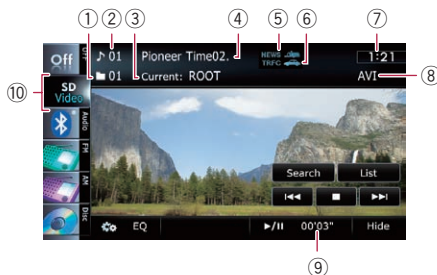 ① ② ③ ④ ⑤ ⑥ ⑦
Off
♪ 01 Pioneer Time02.
NEWS
TRFC
1:21
01 Current: ROOT
AVI
⑧
⑩
SD
Video
Audio
FM
AM
Disc
Search List
EQ
►/II 00'03" Hide
⑨